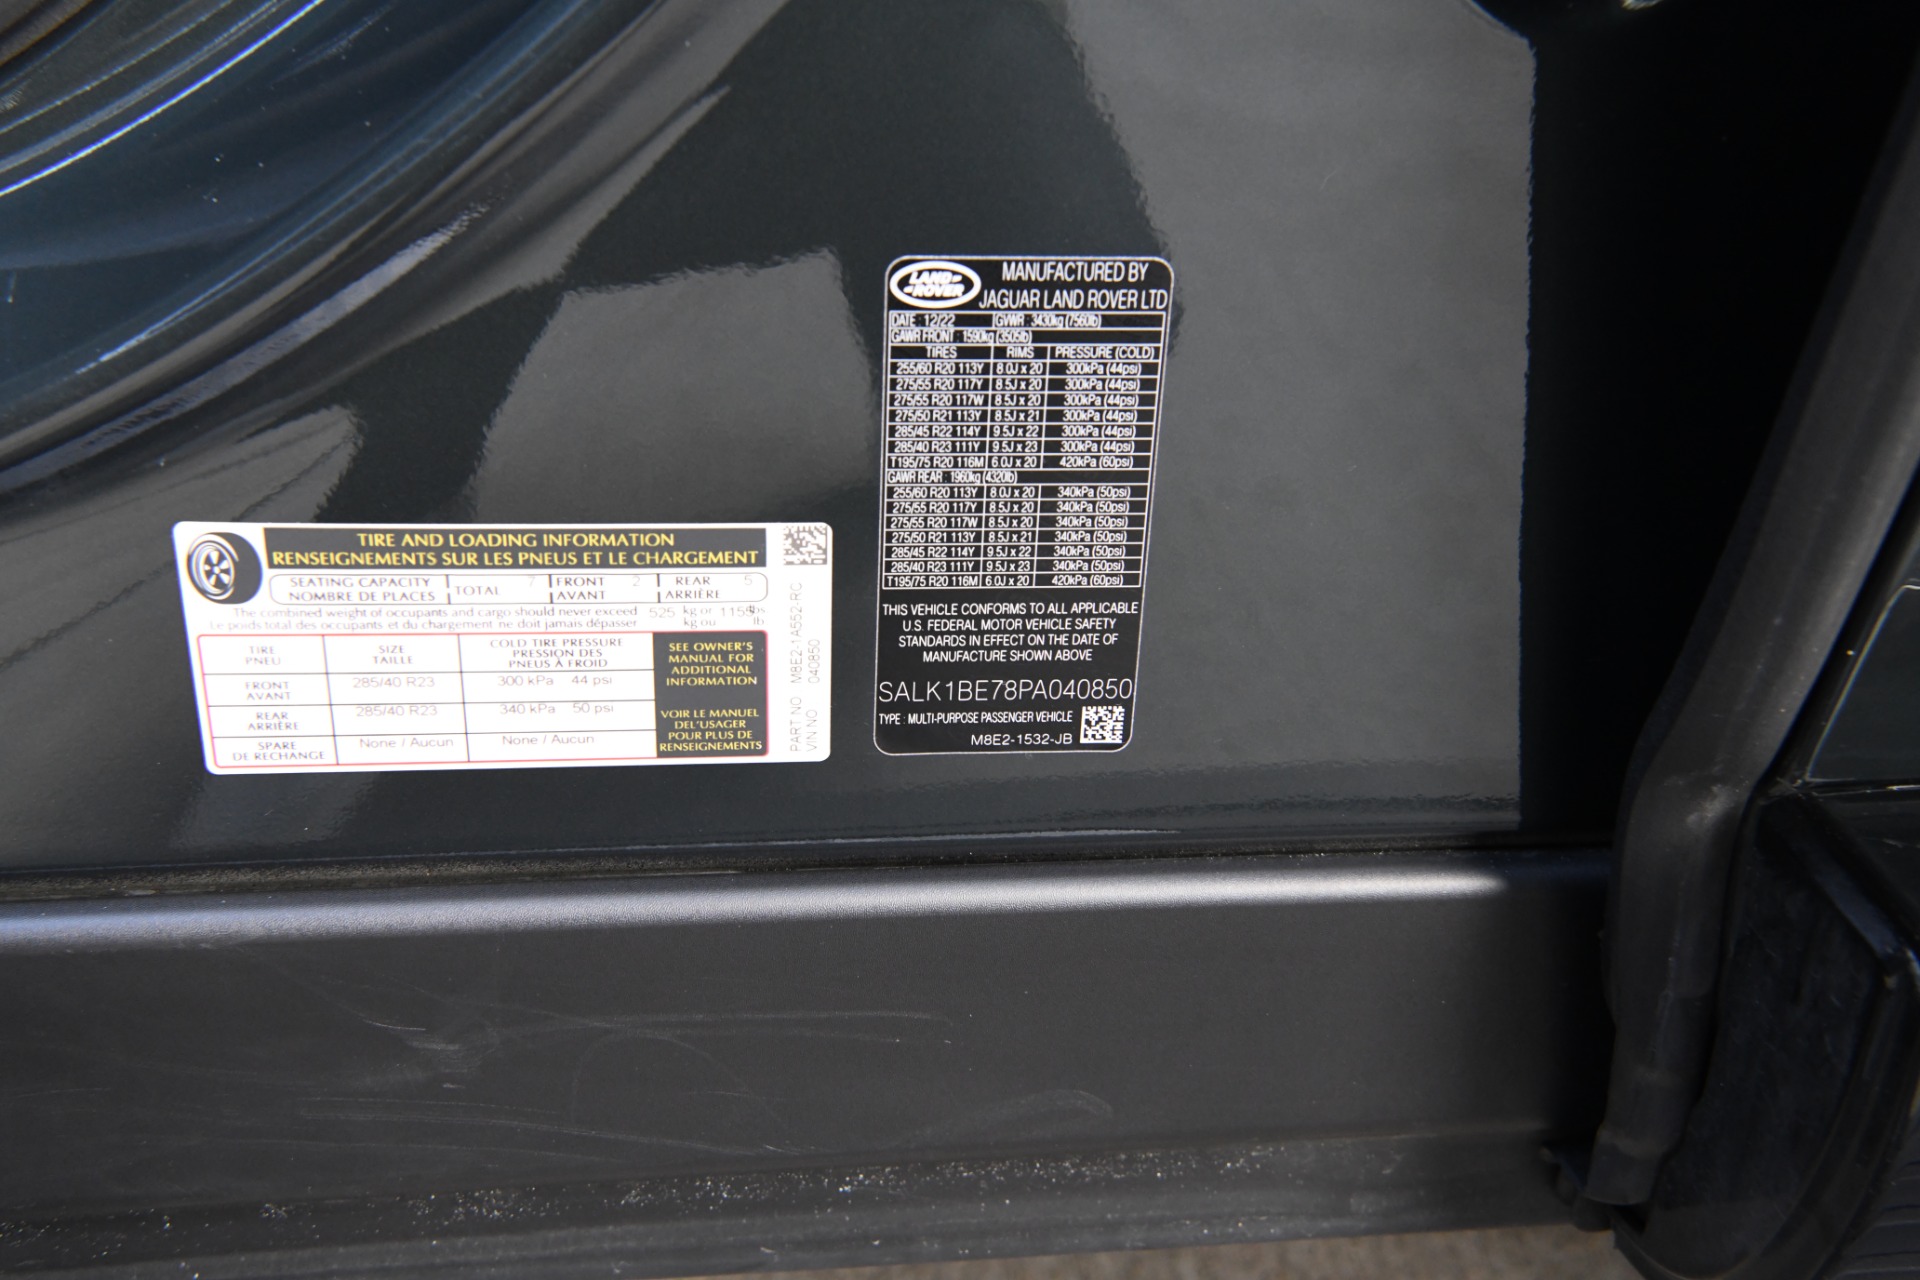 TIRE AND LOADING INFORMATION
RENSEIGNEMENTS SUR LES PNEUS ET LE CHARGEMENT
SEATING CAPACITY
NOMBRE DE PLACES
TOTAL 7
FRONT 2
AVANT
REAR 5
ARRIÈRE
The combined weight of occupants and cargo should never exceed 525 kg or 1154 lbs
Le poids total des occupants et du chargement ne doit jamais dépasser kg ou lb
TIRE
PNEU
SIZE
TAILLE
COLD TIRE PRESSURE
PRESSION DES
PNEUS À FROID
FRONT
AVANT
285/40 R23
300 kPa 44 psi
REAR
ARRIÈRE
285/40 R23
340 kPa 50 psi
SPARE
DE RECHANGE
None / Aucun
None / Aucun
SEE OWNER'S
MANUAL FOR
ADDITIONAL
INFORMATION
VOIR LE MANUEL
DEL'USAGER
POUR PLUS DE
RENSEIGNEMENTS
PART NO M8E2-1A552-RC
VIN NO 040850
LAND ROVER
MANUFACTURED BY
JAGUAR LAND ROVER LTD
DATE : 12/22 GVWR : 3430kg (7560lb)
GAWR FRONT : 1590kg (3505lb)
TIRES RIMS PRESSURE (COLD)
255/60 R20 113Y 8.0J x 20 300kPa (44psi)
275/55 R20 117Y 8.5J x 20 300kPa (44psi)
275/55 R20 117W 8.5J x 20 300kPa (44psi)
275/50 R21 113Y 8.5J x 21 300kPa (44psi)
285/45 R22 114Y 9.5J x 22 300kPa (44psi)
285/40 R23 111Y 9.5J x 23 300kPa (44psi)
T195/75 R20 116M 6.0J x 20 420kPa (60psi)
GAWR REAR : 1960kg (4320lb)
255/60 R20 113Y 8.0J x 20 340kPa (50psi)
275/55 R20 117Y 8.5J x 20 340kPa (50psi)
275/55 R20 117W 8.5J x 20 340kPa (50psi)
275/50 R21 113Y 8.5J x 21 340kPa (50psi)
285/45 R22 114Y 9.5J x 22 340kPa (50psi)
285/40 R23 111Y 9.5J x 23 340kPa (50psi)
T195/75 R20 116M 6.0J x 20 420kPa (60psi)
THIS VEHICLE CONFORMS TO ALL APPLICABLE
U.S. FEDERAL MOTOR VEHICLE SAFETY
STANDARDS IN EFFECT ON THE DATE OF
MANUFACTURE SHOWN ABOVE
SALK1BE78PA040850
TYPE : MULTI-PURPOSE PASSENGER VEHICLE
M8E2-1532-JB